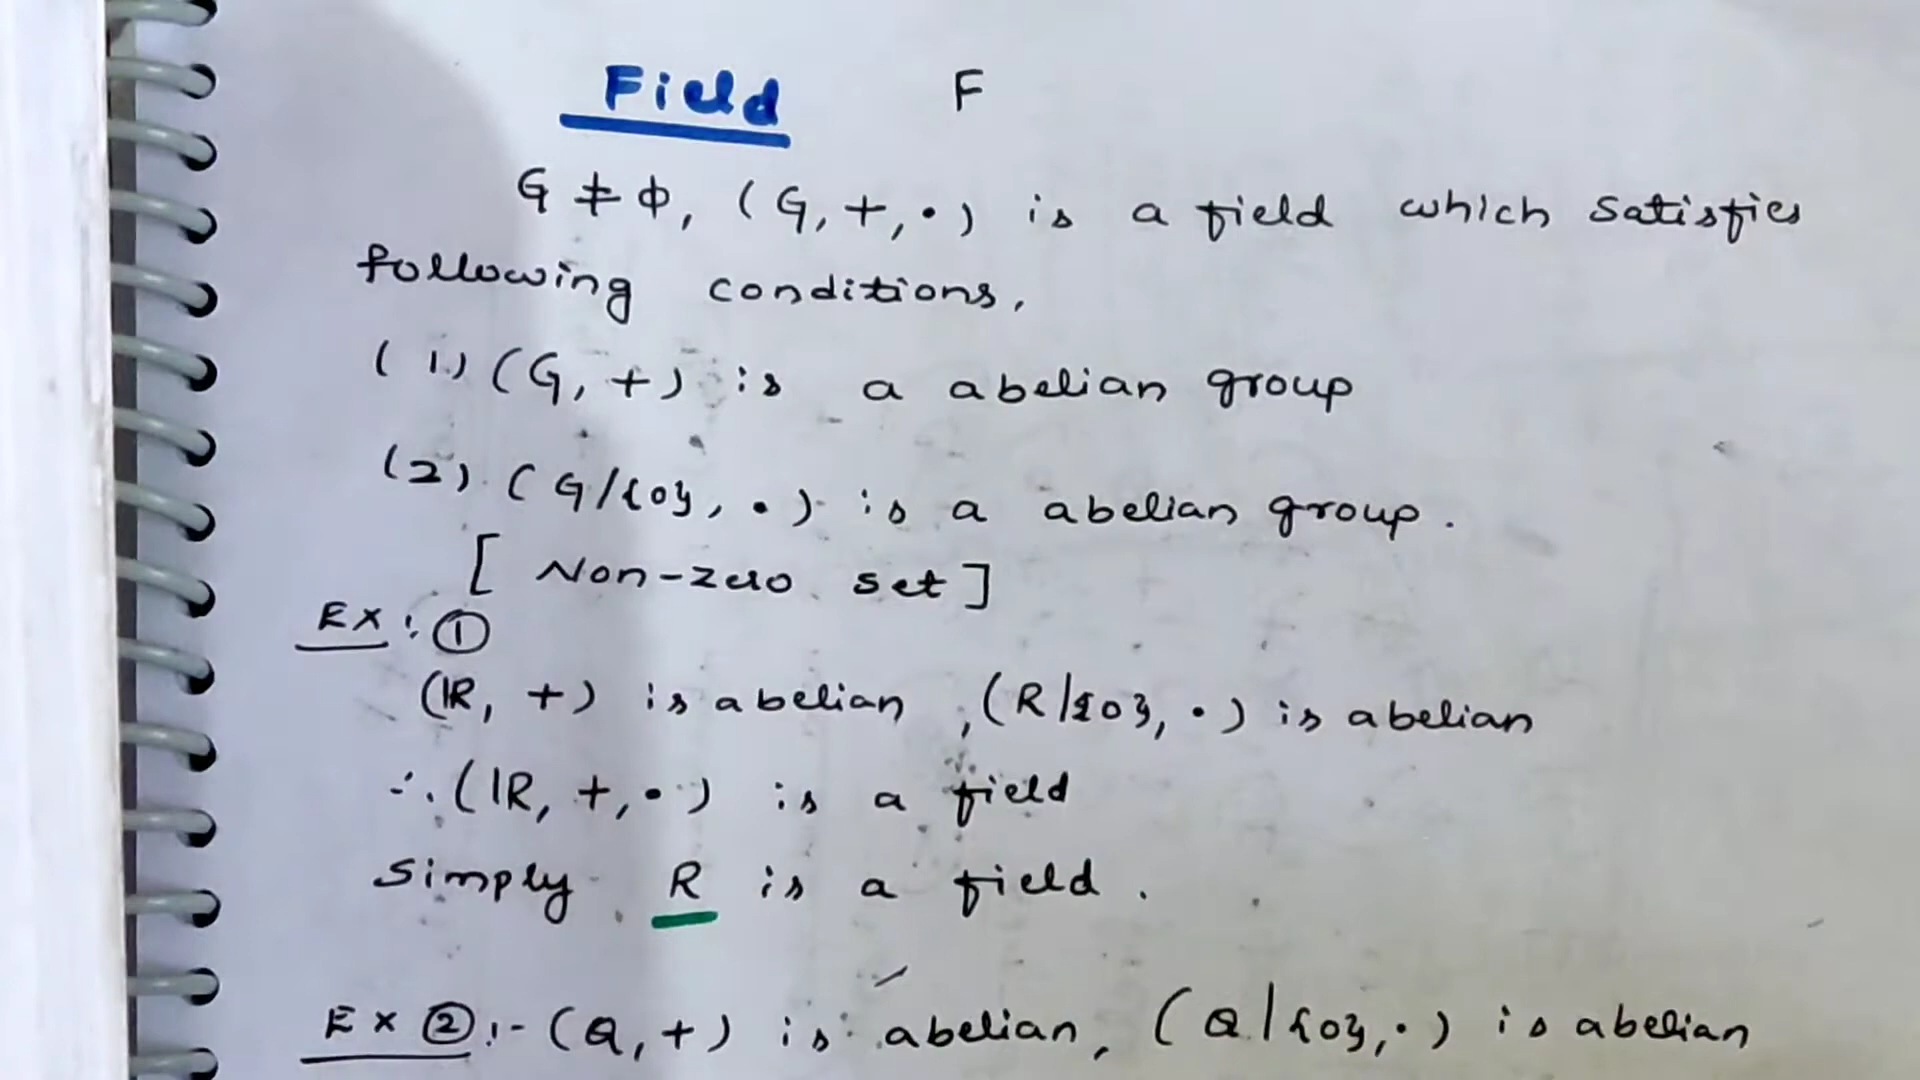 Field F
G ≠ Φ, (G, +, •) is a field which satisfies
following conditions,
(1) (G, +) is a abelian group
(2) (G/{0}, •) is a abelian group.
[Non-zero set]
Ex: ①
(ℝ, +) is abelian, (R/{0}, •) is abelian
∴ (ℝ, +, •) is a field
Simply R is a field.
Ex ②:- (Q, +) is abelian, (Q/{0}, •) is abelian